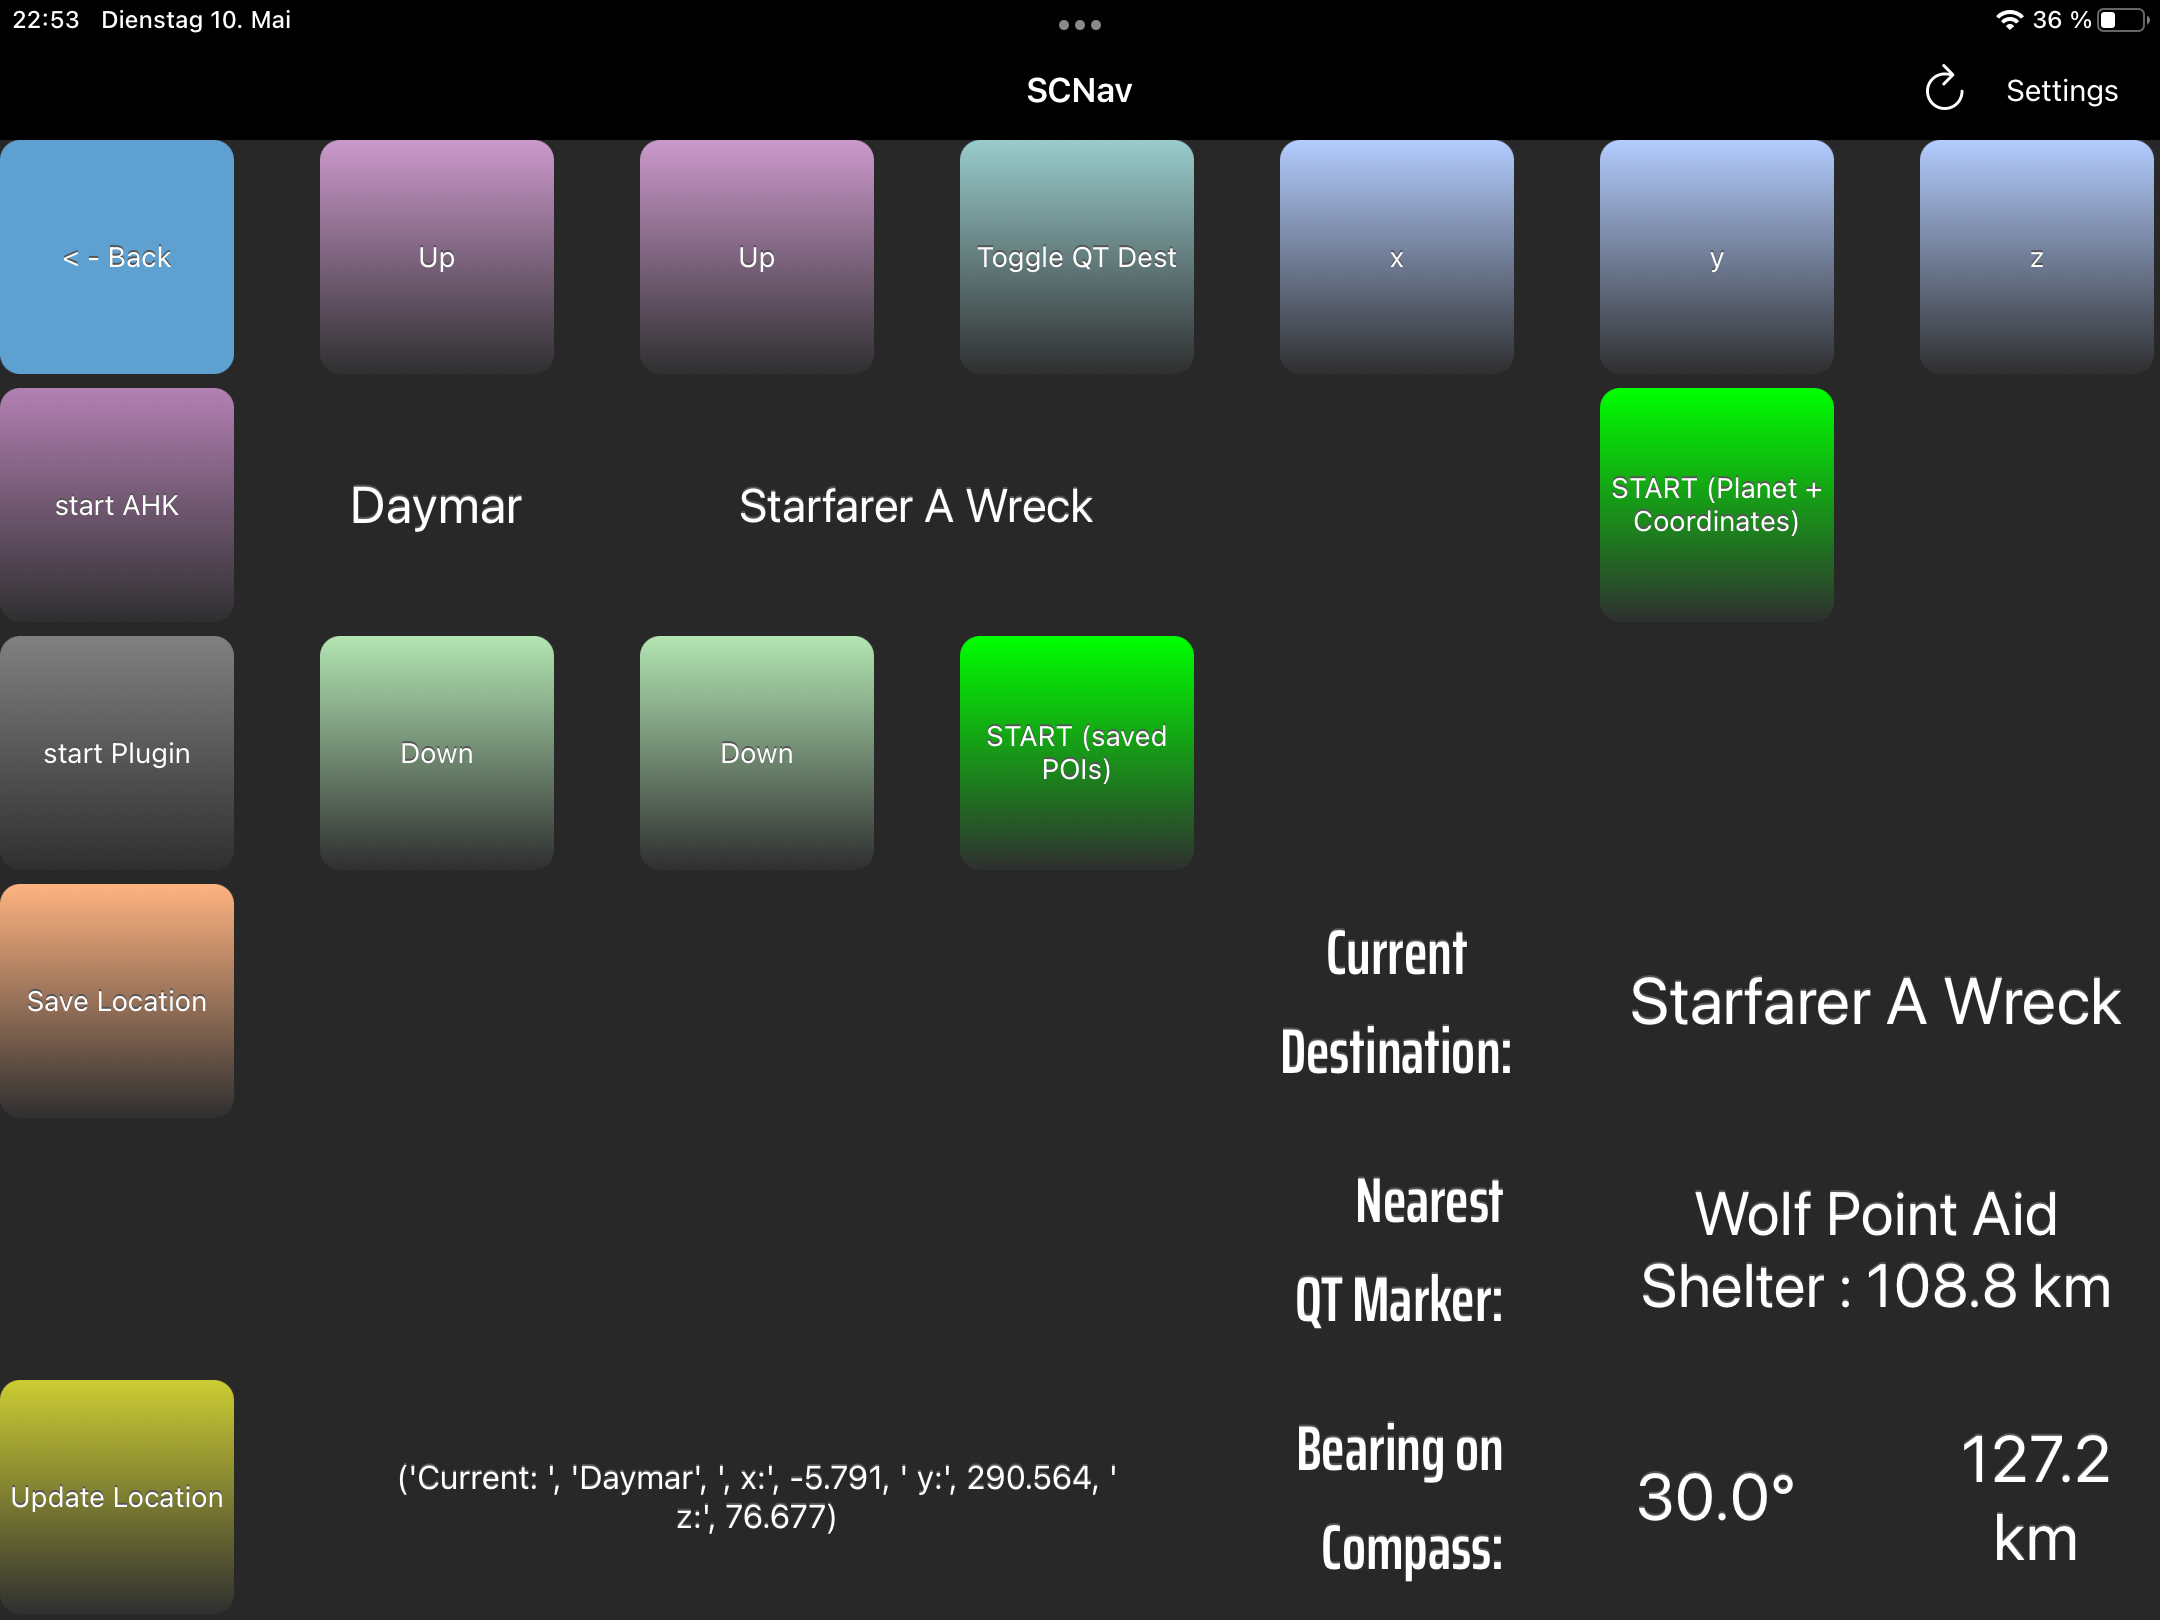 22:53 Dienstag 10. Mai
36 %
SCNav
Settings
< - Back
Up
Up
Toggle QT Dest
x
y
z
start AHK
Daymar
Starfarer A Wreck
START (Planet +
Coordinates)
start Plugin
Down
Down
START (saved
POIs)
Save Location
Current
Destination:
Starfarer A Wreck
Nearest
QT Marker:
Wolf Point Aid
Shelter : 108.8 km
Update Location
('Current: ', 'Daymar', ', x:', -5.791, ' y:', 290.564, '
z:', 76.677)
Bearing on
Compass:
30.0°
127.2
km